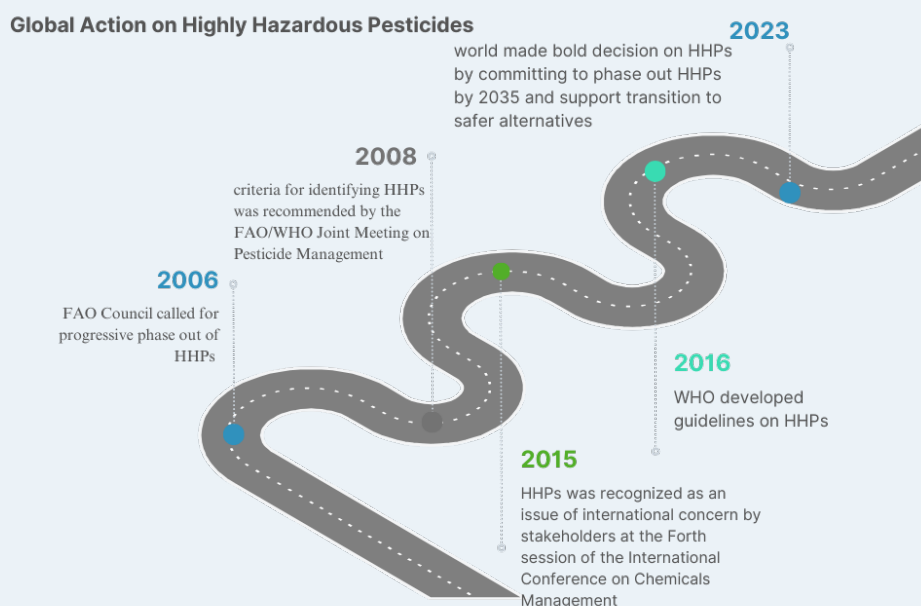 Global Action on Highly Hazardous Pesticides
2023
world made bold decision on HHPs
by committing to phase out HHPs
by 2035 and support transition to
safer alternatives
2008
criteria for identifying HHPs
was recommended by the
FAO/WHO Joint Meeting on
Pesticide Management
2006
FAO Council called for
progressive phase out of
HHPs
2016
WHO developed
guidelines on HHPs
2015
HHPs was recognized as an
issue of international concern by
stakeholders at the Forth
session of the International
Conference on Chemicals
Management